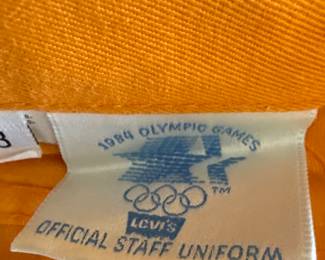 1984 OLYMPIC GAMES
TM
LEVI'S
OFFICIAL STAFF UNIFORM